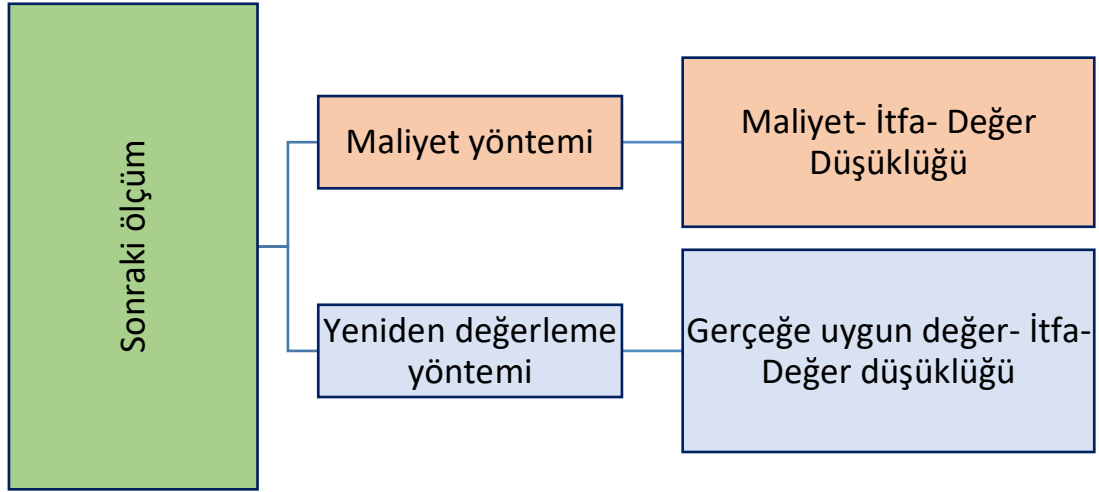 Sonraki ölçüm
Maliyet yöntemi
Maliyet- İtfa- Değer
Düşüklüğü
Yeniden değerleme
yöntemi
Gerçeğe uygun değer- İtfa-
Değer düşüklüğü